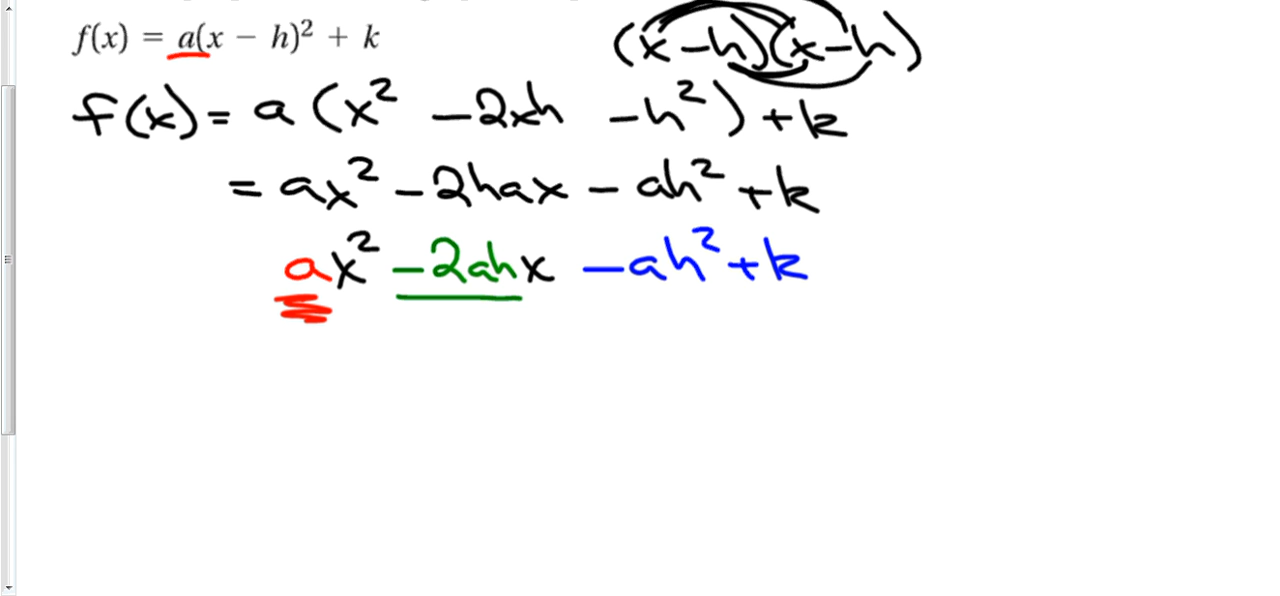 f(x) = a(x − h)² + k
(x−h)(x−h)
f(x) = a(x² −2xh −h²)+k
= ax² −2hax − ah² +k
ax² −2ahx −ah²+k